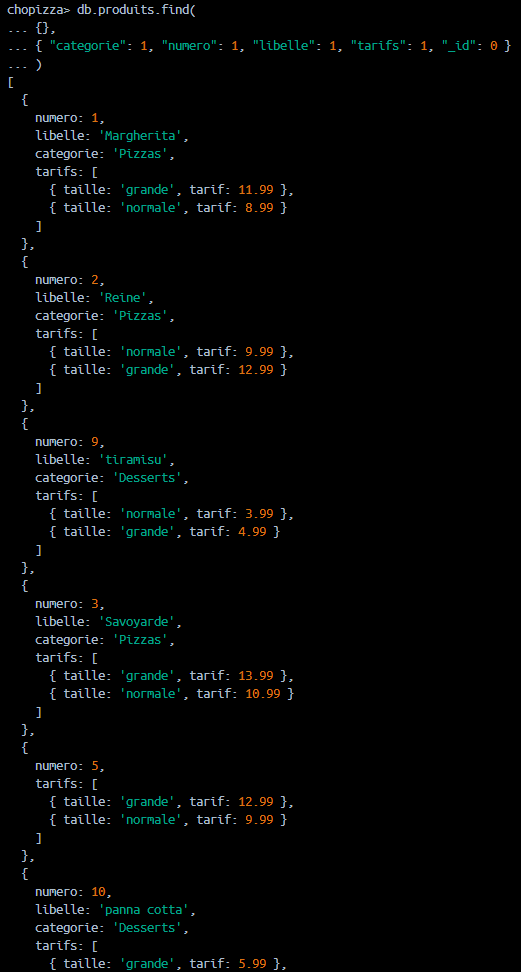 chopizza> db.produits.find(
... {},
... { "categorie": 1, "numero": 1, "libelle": 1, "tarifs": 1, "_id": 0 }
... )
[
  {
    numero: 1,
    libelle: 'Margherita',
    categorie: 'Pizzas',
    tarifs: [
      { taille: 'grande', tarif: 11.99 },
      { taille: 'normale', tarif: 8.99 }
    ]
  },
  {
    numero: 2,
    libelle: 'Reine',
    categorie: 'Pizzas',
    tarifs: [
      { taille: 'normale', tarif: 9.99 },
      { taille: 'grande', tarif: 12.99 }
    ]
  },
  {
    numero: 9,
    libelle: 'tiramisu',
    categorie: 'Desserts',
    tarifs: [
      { taille: 'normale', tarif: 3.99 },
      { taille: 'grande', tarif: 4.99 }
    ]
  },
  {
    numero: 3,
    libelle: 'Savoyarde',
    categorie: 'Pizzas',
    tarifs: [
      { taille: 'grande', tarif: 13.99 },
      { taille: 'normale', tarif: 10.99 }
    ]
  },
  {
    numero: 5,
    tarifs: [
      { taille: 'grande', tarif: 12.99 },
      { taille: 'normale', tarif: 9.99 }
    ]
  },
  {
    numero: 10,
    libelle: 'panna cotta',
    categorie: 'Desserts',
    tarifs: [
      { taille: 'grande', tarif: 5.99 },